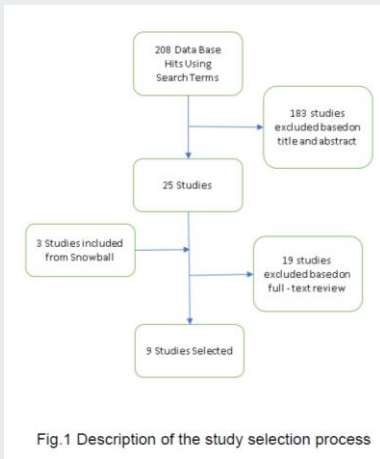 208 Data Base
Hits Using
Search Terms
183 studies
excluded basedon
title and abstract
25 Studies
3 Studies included
from Snowball
19 studies
excluded basedon
full - text review
9 Studies Selected
Fig.1 Description of the study selection process